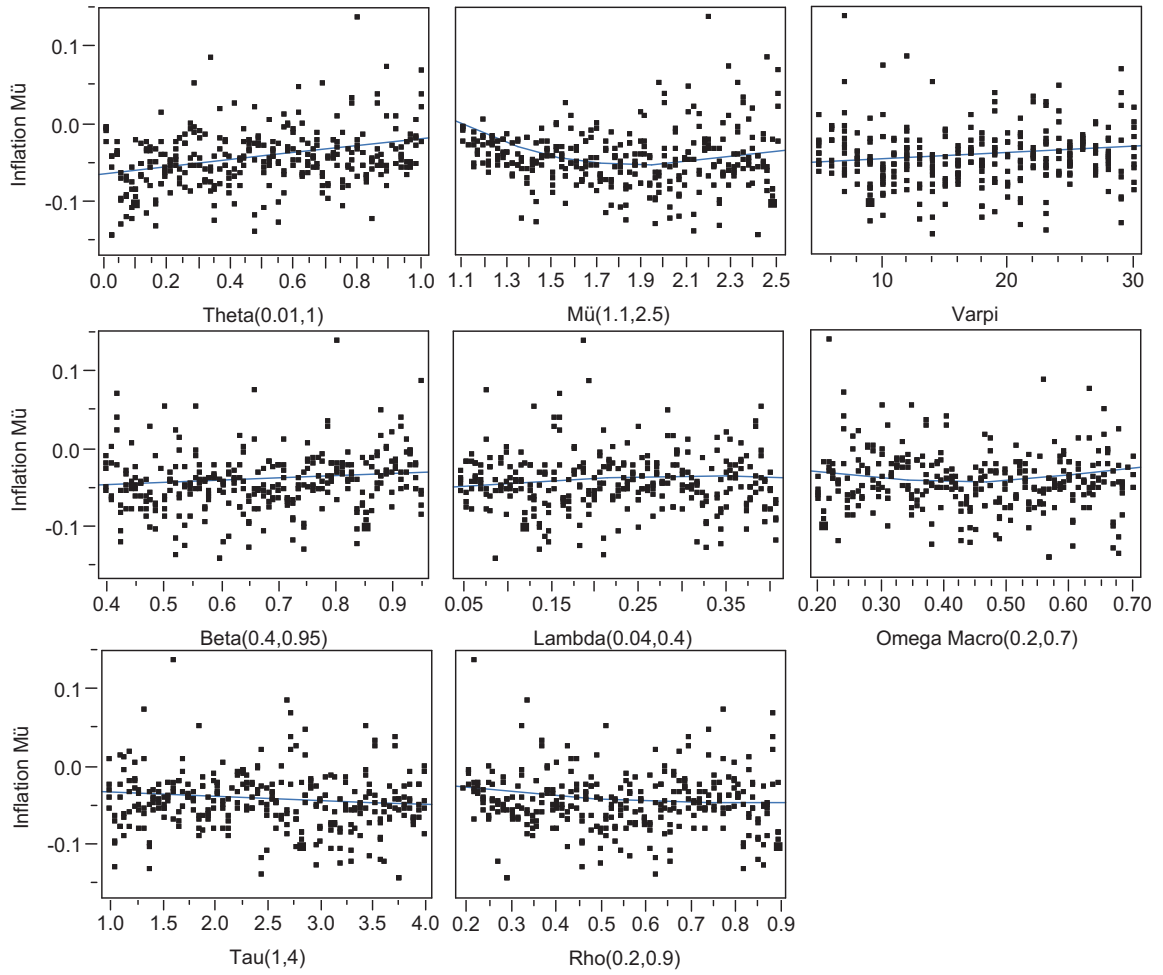 Inflation Mü
0.1
0.0
-0.1
0.0 0.2 0.4 0.6 0.8 1.0
Theta(0.01,1)
1.1 1.3 1.5 1.7 1.9 2.1 2.3 2.5
Mü(1.1,2.5)
10 20 30
Varpi
Inflation Mü
0.1
0.0
-0.1
0.4 0.5 0.6 0.7 0.8 0.9
Beta(0.4,0.95)
0.05 0.15 0.25 0.35
Lambda(0.04,0.4)
0.20 0.30 0.40 0.50 0.60 0.70
Omega Macro(0.2,0.7)
Inflation Mü
0.1
0.0
-0.1
1.0 1.5 2.0 2.5 3.0 3.5 4.0
Tau(1,4)
0.2 0.3 0.4 0.5 0.6 0.7 0.8 0.9
Rho(0.2,0.9)